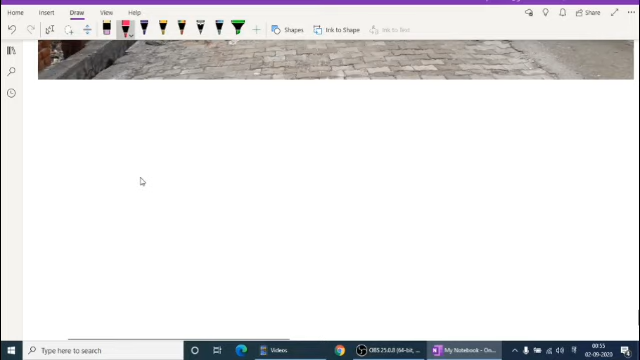 Home Insert Draw View Help Share
Shapes Ink to Shape Ink to Text
Type here to search Videos OBS 25.0.8 (64-bit, ... My Notebook - On... 00:55
02-09-2020